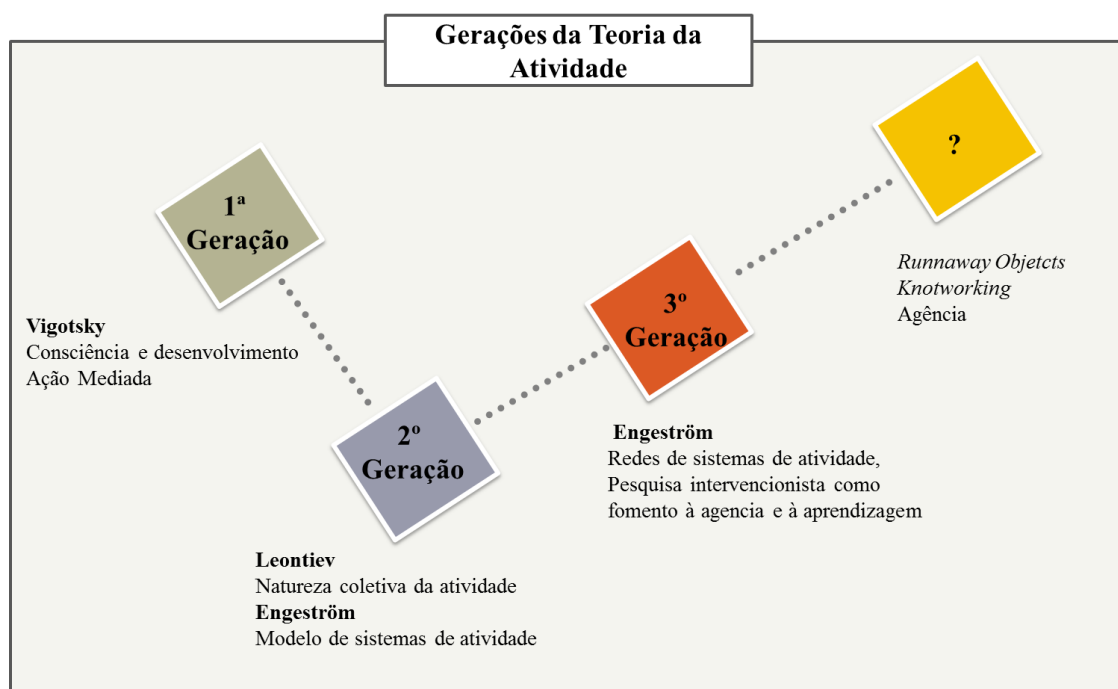 Gerações da Teoria da
Atividade
1ª
Geração
Vigotsky
Consciência e desenvolvimento
Ação Mediada
2º
Geração
Leontiev
Natureza coletiva da atividade
Engeström
Modelo de sistemas de atividade
3º
Geração
Engeström
Redes de sistemas de atividade,
Pesquisa intervencionista como
fomento à agencia e à aprendizagem
?
Runnaway Objetcts
Knotworking
Agência